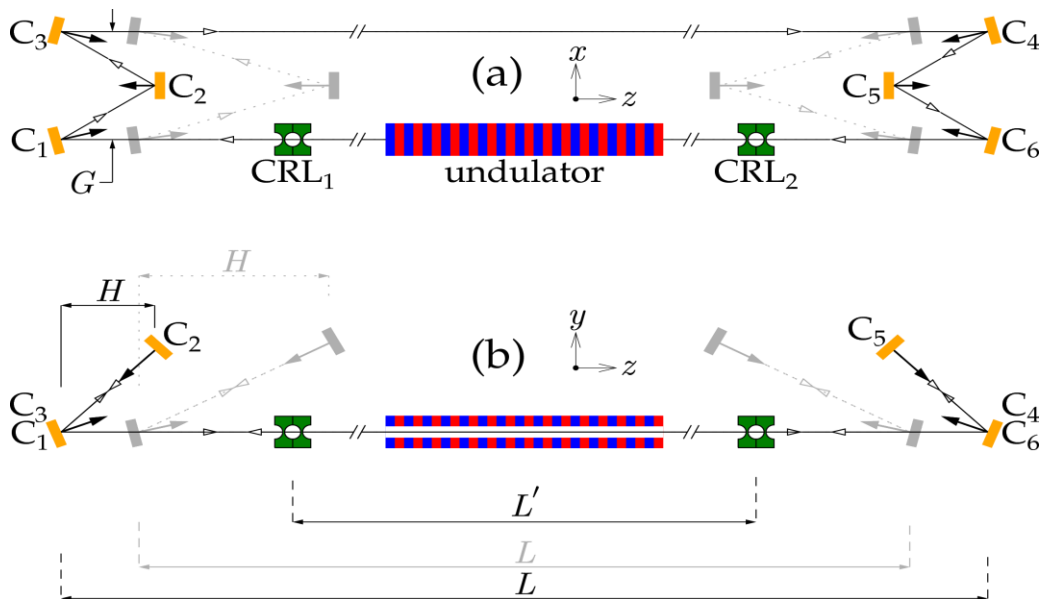 C₃
C₂
C₁
G
CRL₁
(a)
x
z
undulator
CRL₂
C₄
C₅
C₆
H
H
C₂
C₃
C₁
(b)
y
z
C₅
C₄
C₆
L′
L
L